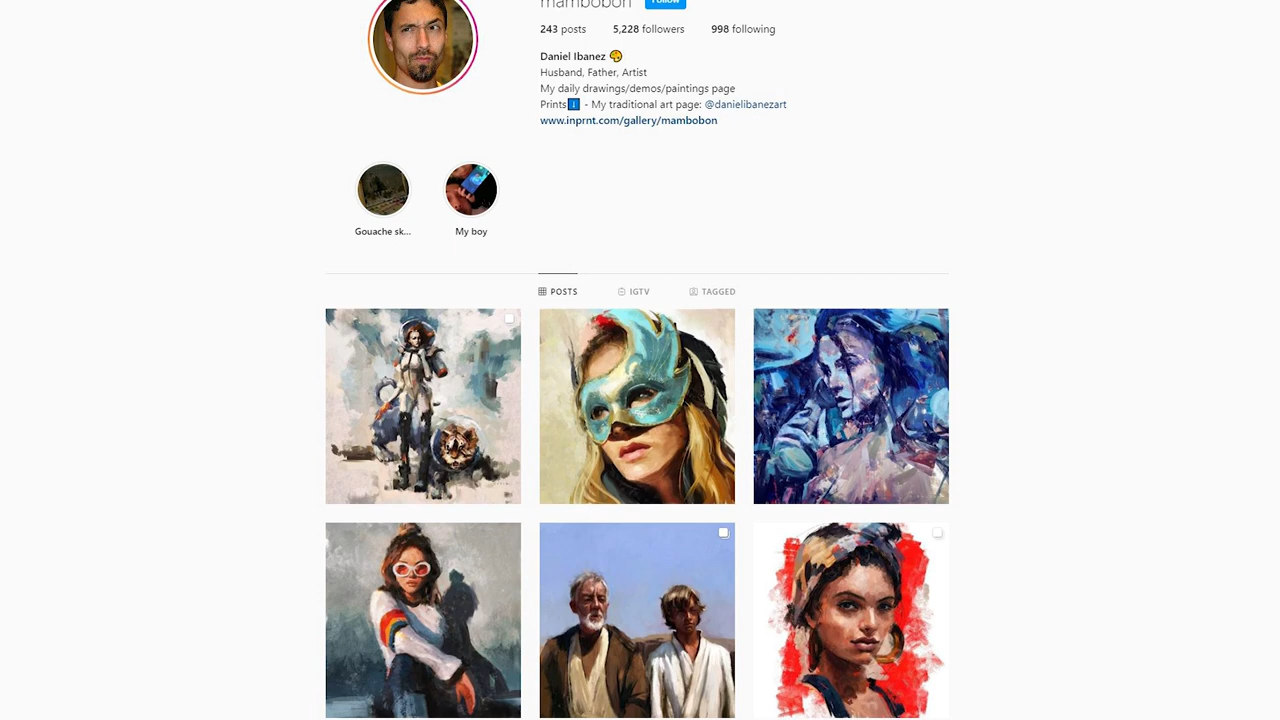 mambobon Follow
243 posts 5,228 followers 998 following
Daniel Ibanez
Husband, Father, Artist
My daily drawings/demos/paintings page
Prints - My traditional art page: @danielibanezart
www.inprnt.com/gallery/mambobon
Gouache sk... My boy
POSTS IGTV TAGGED